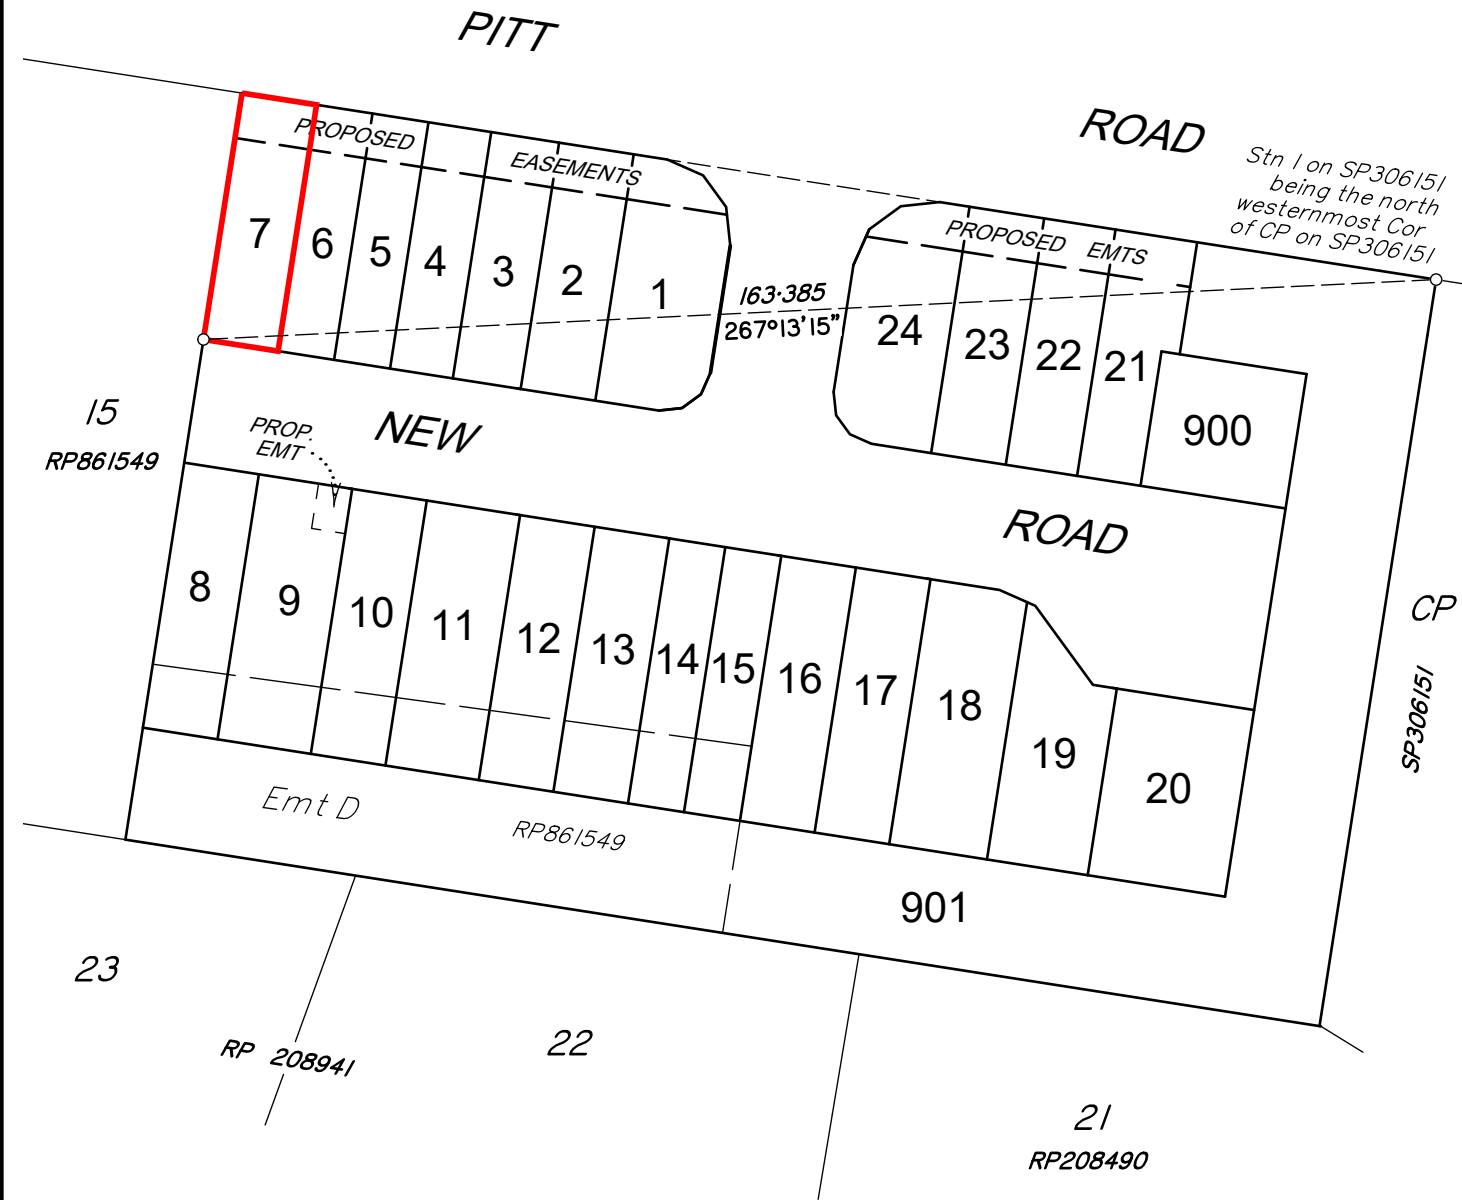 PITT
ROAD
Stn 1 on SP306151
being the north
westernmost Cor
of CP on SP306151
PROPOSED
EASEMENTS
PROPOSED EMTS
7
6
5
4
3
2
1
163·385
267°13'15"
24
23
22
21
900
15
RP861549
PROP.
EMT
NEW
ROAD
8
9
10
11
12
13
14
15
16
17
18
19
20
CP
SP306151
Emt D
RP861549
901
23
22
RP 208941
21
RP208490